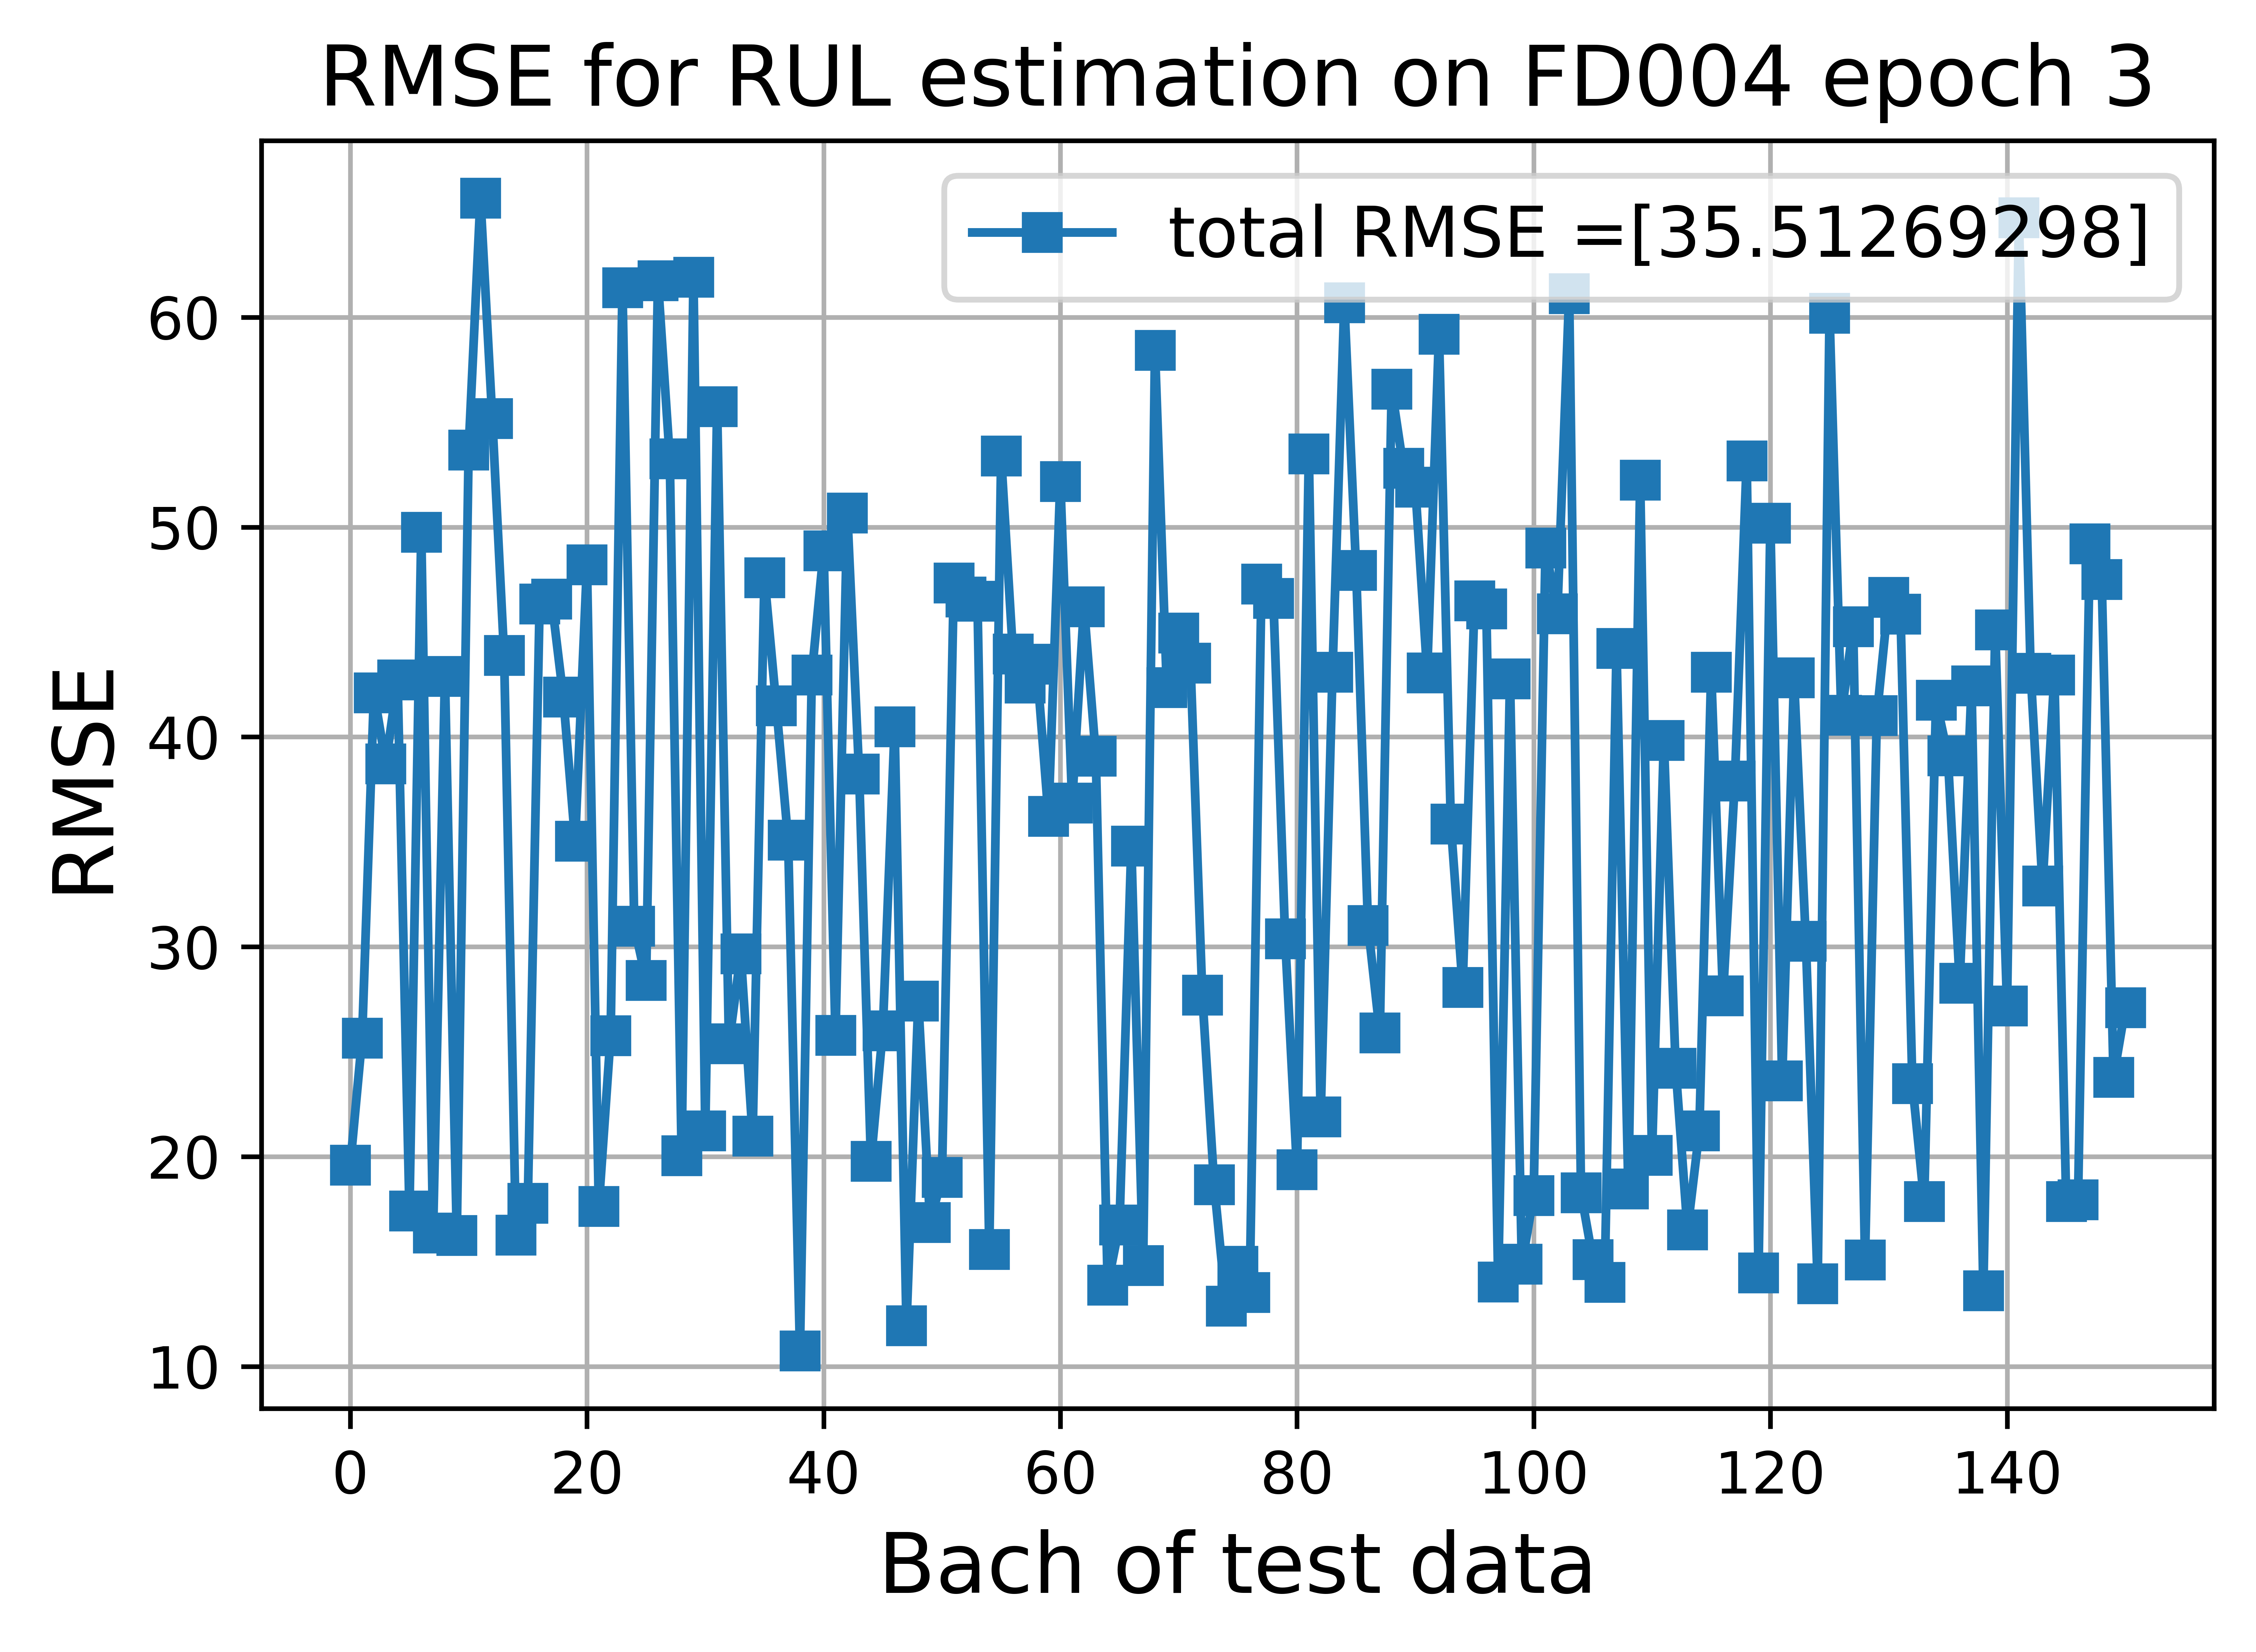 RMSE for RUL estimation on FD004 epoch 3
total RMSE =[35.51269298]
RMSE
60
50
40
30
20
10
0 20 40 60 80 100 120 140
Bach of test data